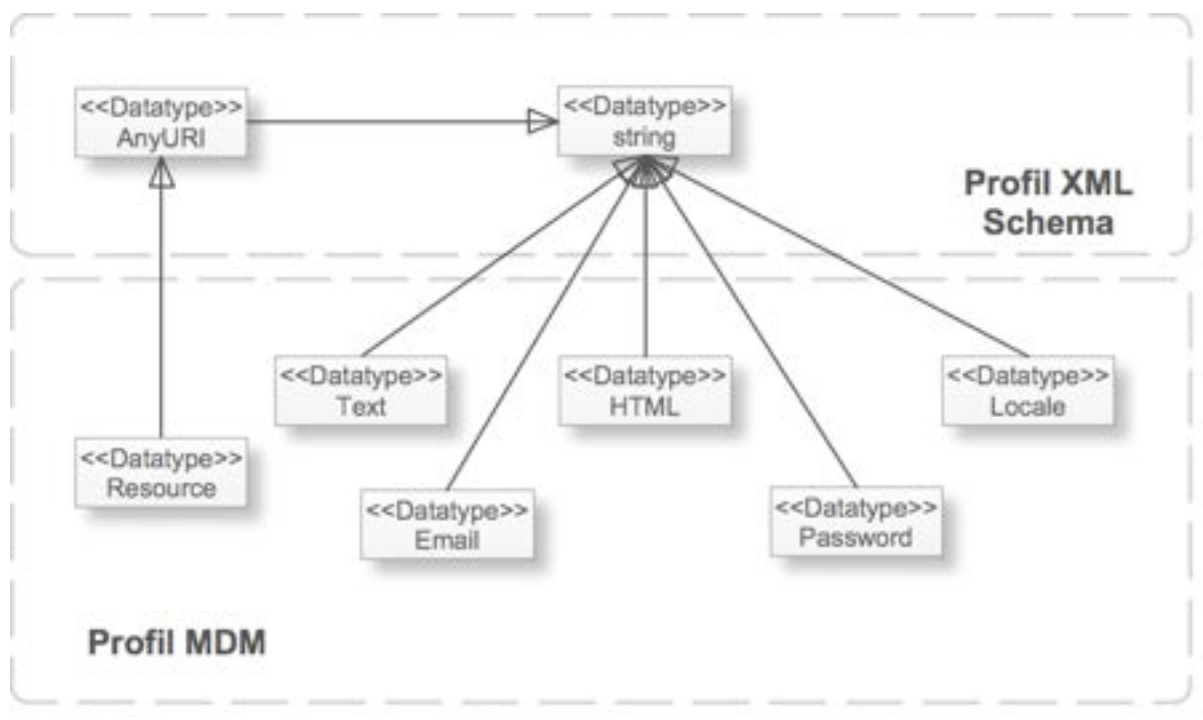 <<Datatype>>
AnyURI
<<Datatype>>
string
Profil XML
Schema
<<Datatype>>
Text
<<Datatype>>
HTML
<<Datatype>>
Locale
<<Datatype>>
Resource
<<Datatype>>
Email
<<Datatype>>
Password
Profil MDM